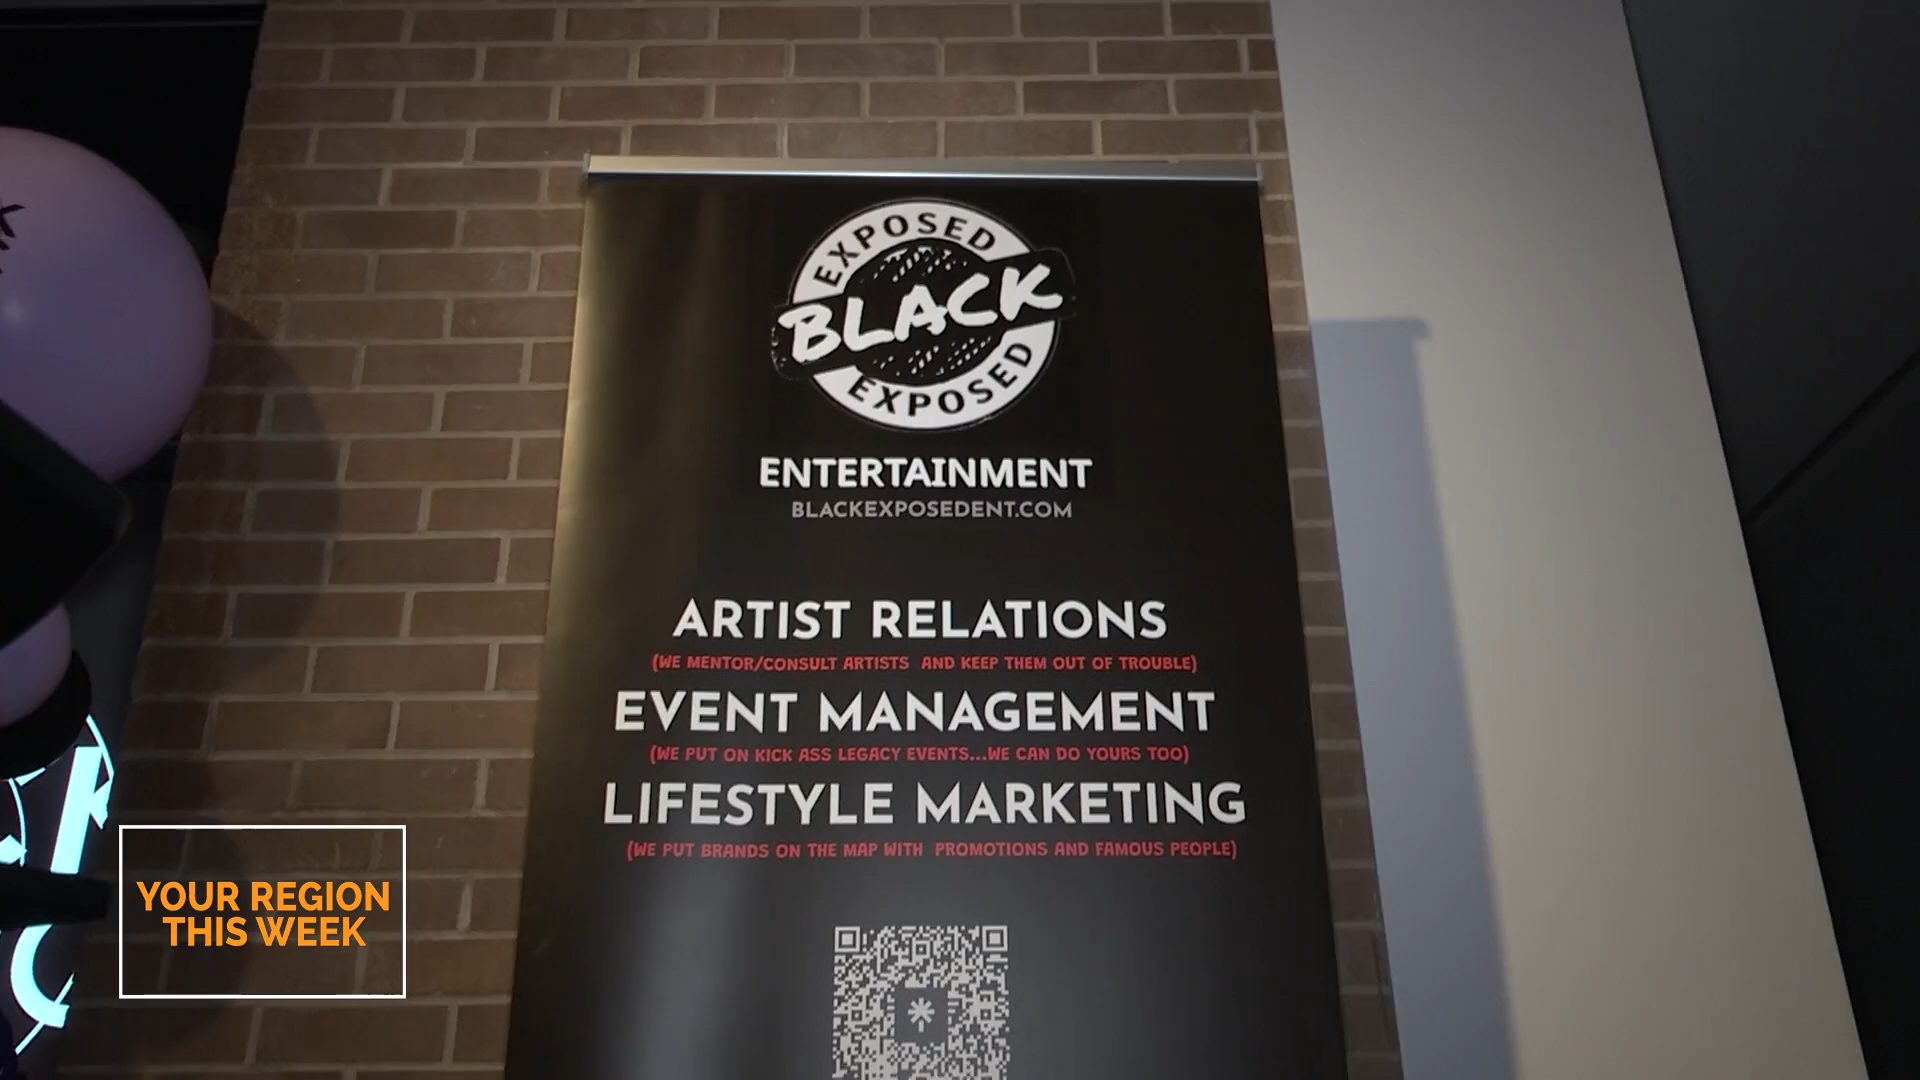 EXPOSED
BLACK
EXPOSED
ENTERTAINMENT
BLACKEXPOSEDENT.COM
ARTIST RELATIONS
(WE MENTOR/CONSULT ARTISTS AND KEEP THEM OUT OF TROUBLE)
EVENT MANAGEMENT
(WE PUT ON KICK ASS LEGACY EVENTS...WE CAN DO YOURS TOO)
LIFESTYLE MARKETING
(WE PUT BRANDS ON THE MAP WITH PROMOTIONS AND FAMOUS PEOPLE)
YOUR REGION
THIS WEEK